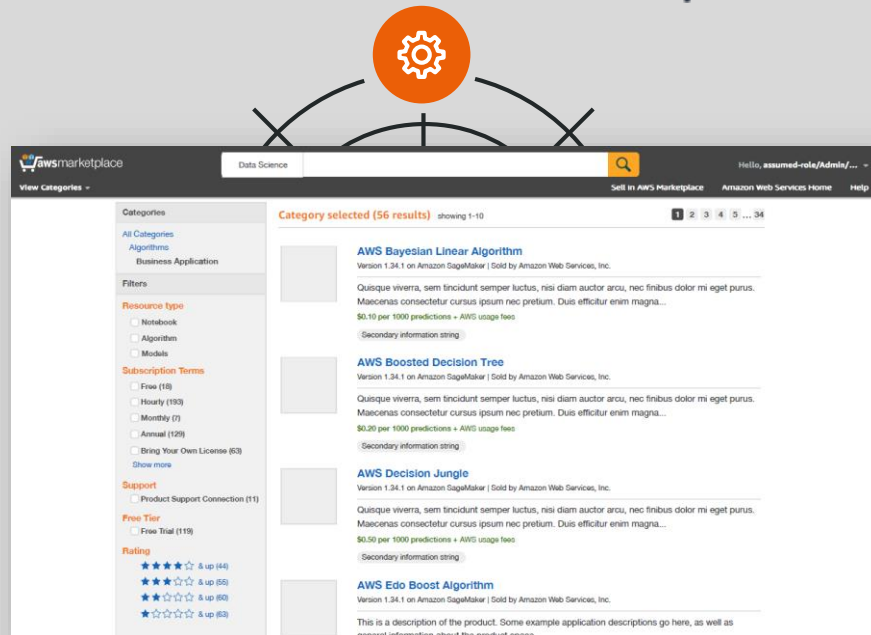 awsmarketplace
Data Science
Hello, assumed-role/Admin/...
View Categories
Sell in AWS Marketplace
Amazon Web Services Home
Help
Categories
All Categories
Algorithms
Business Application
Filters
Resource type
Notebook
Algorithm
Models
Subscription Terms
Free (18)
Hourly (193)
Monthly (7)
Annual (129)
Bring Your Own License (63)
Show more
Support
Product Support Connection (11)
Free Tier
Free Trial (119)
Rating
& up (44)
& up (55)
& up (60)
& up (63)
Category selected (56 results) showing 1-10
1 2 3 4 5 ... 34
AWS Bayesian Linear Algorithm
Version 1.34.1 on Amazon SageMaker | Sold by Amazon Web Services, Inc.
Quisque viverra, sem tincidunt semper luctus, nisi diam auctor arcu, nec finibus dolor mi eget purus.
Maecenas consectetur cursus ipsum nec pretium. Duis efficitur enim magna...
$0.10 per 1000 predictions + AWS usage fees
Secondary information string
AWS Boosted Decision Tree
Version 1.34.1 on Amazon SageMaker | Sold by Amazon Web Services, Inc.
Quisque viverra, sem tincidunt semper luctus, nisi diam auctor arcu, nec finibus dolor mi eget purus.
Maecenas consectetur cursus ipsum nec pretium. Duis efficitur enim magna...
$0.20 per 1000 predictions + AWS usage fees
Secondary information string
AWS Decision Jungle
Version 1.34.1 on Amazon SageMaker | Sold by Amazon Web Services, Inc.
Quisque viverra, sem tincidunt semper luctus, nisi diam auctor arcu, nec finibus dolor mi eget purus.
Maecenas consectetur cursus ipsum nec pretium. Duis efficitur enim magna...
$0.50 per 1000 predictions + AWS usage fees
Secondary information string
AWS Edo Boost Algorithm
Version 1.34.1 on Amazon SageMaker | Sold by Amazon Web Services, Inc.
This is a description of the product. Some example application descriptions go here, as well as
general information about the product specs